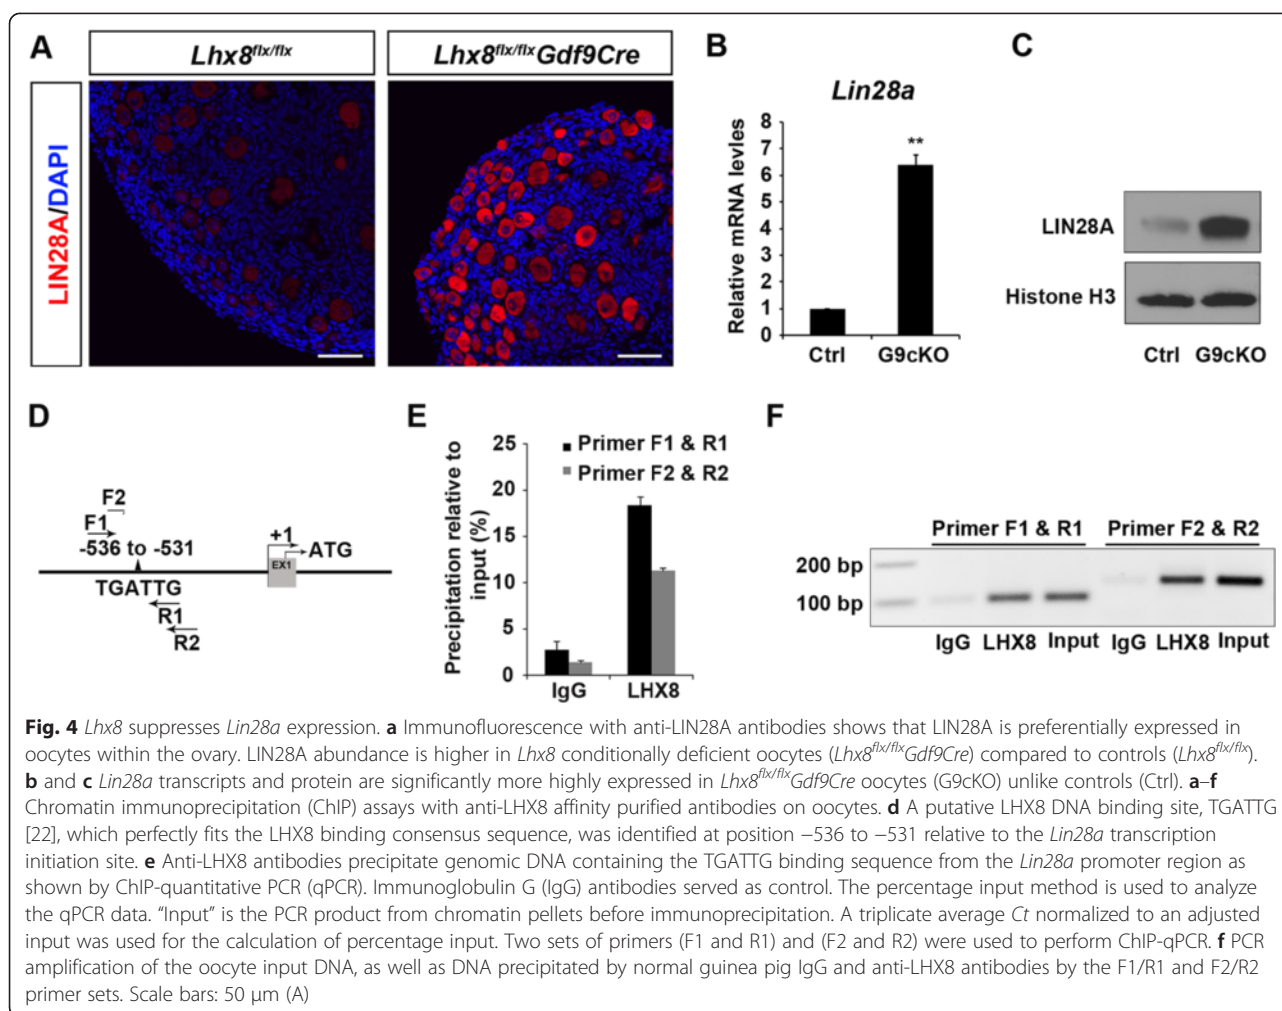 A
Lhx8flx/flx
Lhx8flx/flxGdf9Cre
LIN28A/DAPI
B
Lin28a
Relative mRNA levles
8
7
6
5
4
3
2
1
0
**
Ctrl
G9cKO
C
LIN28A
Histone H3
Ctrl G9cKO
D
F2
F1
-536 to -531
+1
ATG
EX1
TGATTG
R1
R2
E
Precipitation relative to
input (%)
25
20
15
10
5
0
Primer F1 & R1
Primer F2 & R2
IgG
LHX8
F
Primer F1 & R1
Primer F2 & R2
200 bp
100 bp
IgG LHX8 Input IgG LHX8 Input
Fig. 4 Lhx8 suppresses Lin28a expression. a Immunofluorescence with anti-LIN28A antibodies shows that LIN28A is preferentially expressed in
oocytes within the ovary. LIN28A abundance is higher in Lhx8 conditionally deficient oocytes (Lhx8flx/flxGdf9Cre) compared to controls (Lhx8flx/flx).
b and c Lin28a transcripts and protein are significantly more highly expressed in Lhx8flx/flxGdf9Cre oocytes (G9cKO) unlike controls (Ctrl). a–f
Chromatin immunoprecipitation (ChIP) assays with anti-LHX8 affinity purified antibodies on oocytes. d A putative LHX8 DNA binding site, TGATTG
[22], which perfectly fits the LHX8 binding consensus sequence, was identified at position −536 to −531 relative to the Lin28a transcription
initiation site. e Anti-LHX8 antibodies precipitate genomic DNA containing the TGATTG binding sequence from the Lin28a promoter region as
shown by ChIP-quantitative PCR (qPCR). Immunoglobulin G (IgG) antibodies served as control. The percentage input method is used to analyze
the qPCR data. “Input” is the PCR product from chromatin pellets before immunoprecipitation. A triplicate average Ct normalized to an adjusted
input was used for the calculation of percentage input. Two sets of primers (F1 and R1) and (F2 and R2) were used to perform ChIP-qPCR. f PCR
amplification of the oocyte input DNA, as well as DNA precipitated by normal guinea pig IgG and anti-LHX8 antibodies by the F1/R1 and F2/R2
primer sets. Scale bars: 50 μm (A)